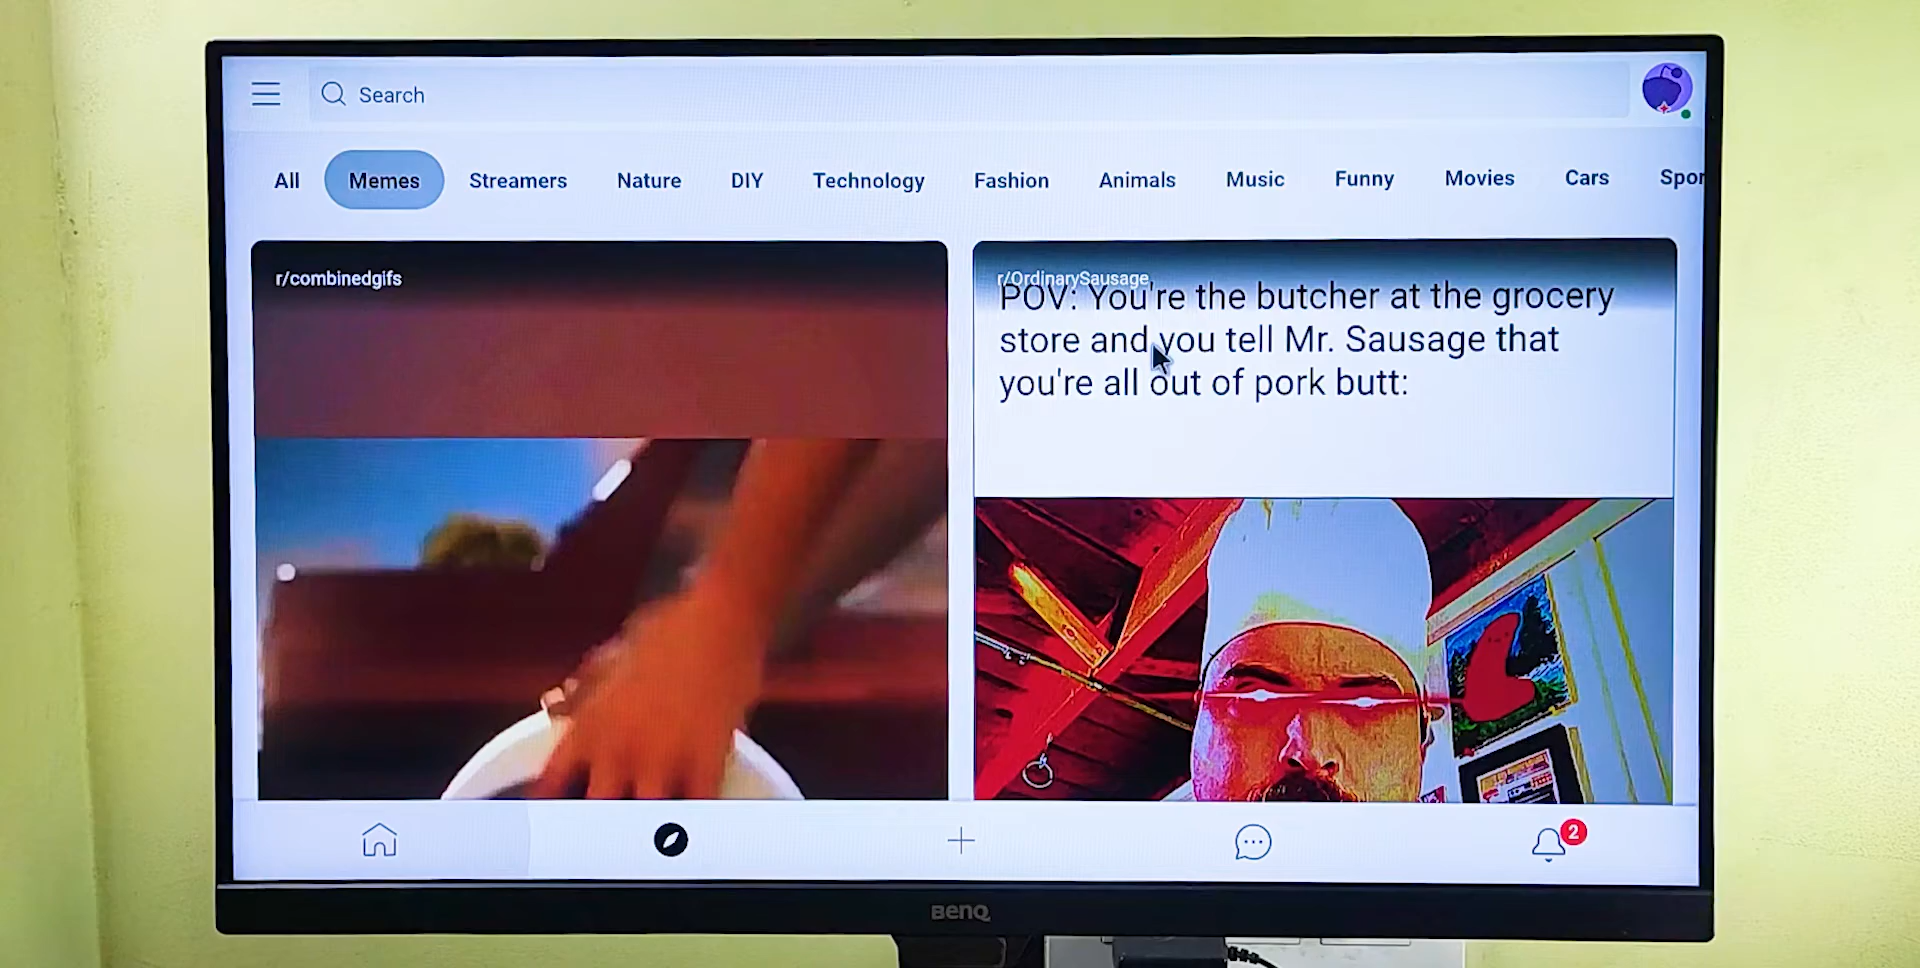 Search
All Memes Streamers Nature DIY Technology Fashion Animals Music Funny Movies Cars Spor
r/combinedgifs
r/OrdinarySausage
POV: You're the butcher at the grocery
store and you tell Mr. Sausage that
you're all out of pork butt:
2
BenQ